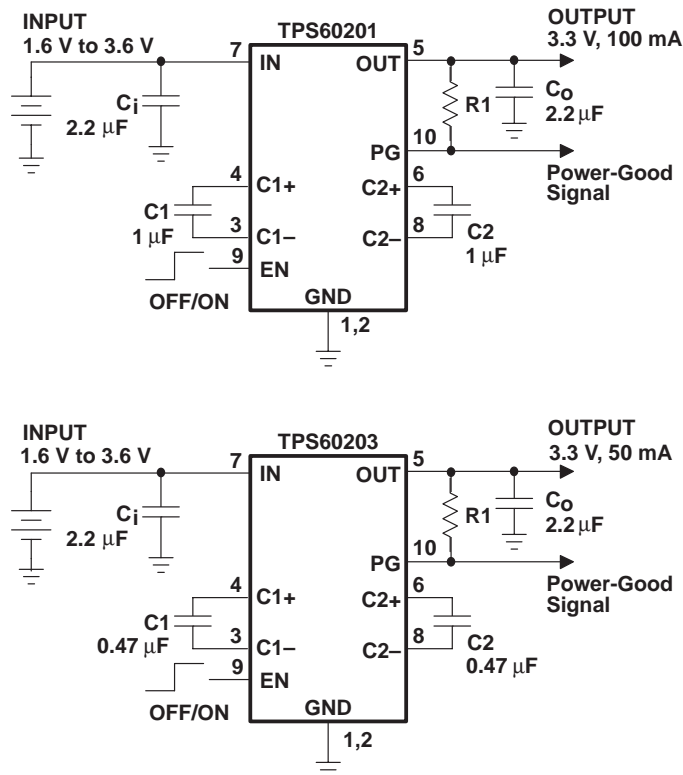 INPUT
1.6 V to 3.6 V
TPS60201
OUTPUT
3.3 V, 100 mA
7
IN
OUT
5
Ci
2.2 μF
R1
Co
2.2 μF
PG
10
Power-Good
Signal
4
C1+
C2+
6
C1
1 μF
3
C1–
C2–
8
C2
1 μF
9
EN
OFF/ON
GND
1,2
INPUT
1.6 V to 3.6 V
TPS60203
OUTPUT
3.3 V, 50 mA
7
IN
OUT
5
Ci
2.2 μF
R1
Co
2.2 μF
PG
10
Power-Good
Signal
4
C1+
C2+
6
C1
0.47 μF
3
C1–
C2–
8
C2
0.47 μF
9
EN
OFF/ON
GND
1,2